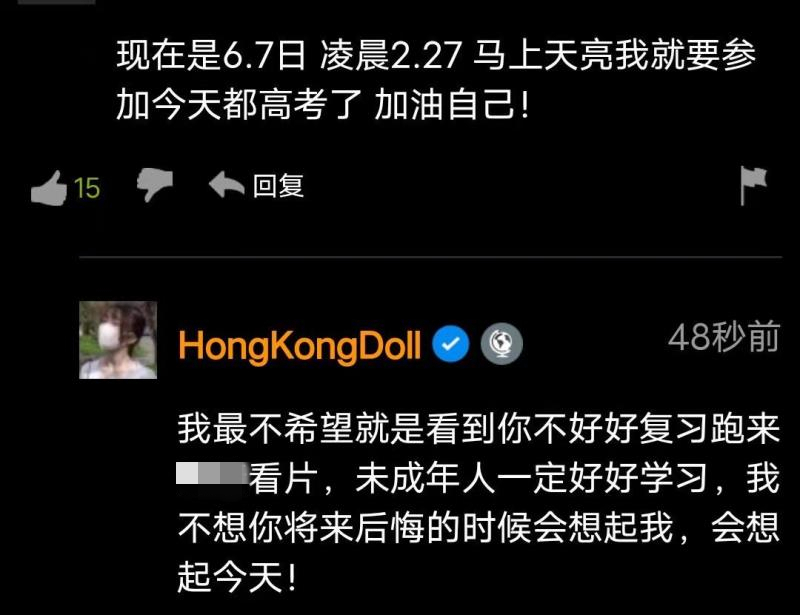 现在是6.7日 凌晨2.27 马上天亮我就要参
加今天都高考了 加油自己！
15 回复
HongKongDoll 48秒前
我最不希望就是看到你不好好复习跑来
看片，未成年人一定好好学习，我
不想你将来后悔的时候会想起我，会想
起今天！